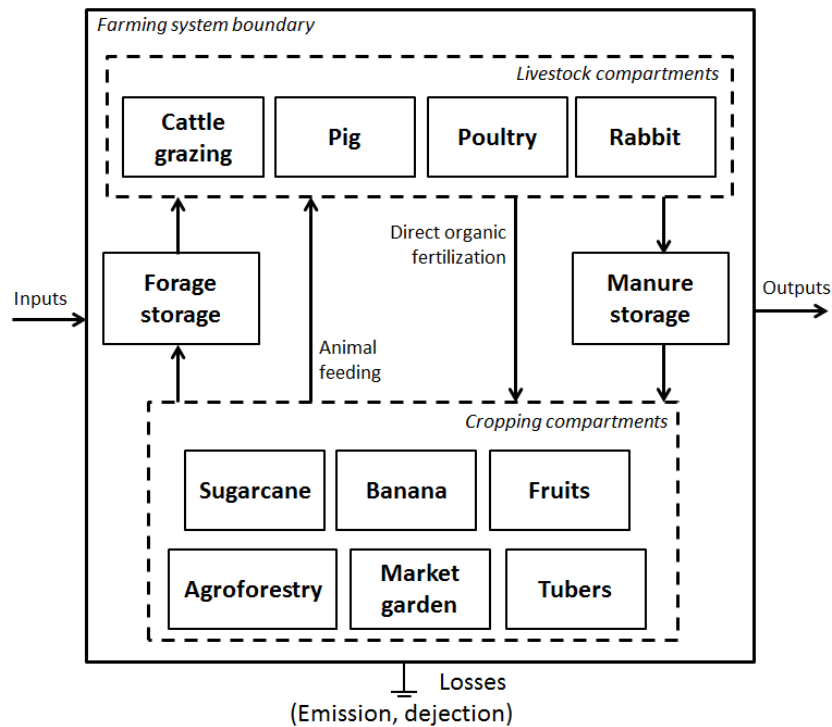 Farming system boundary
Livestock compartments
Cattle
grazing
Pig
Poultry
Rabbit
Direct organic
fertilization
Forage
storage
Manure
storage
Inputs
Outputs
Animal
feeding
Cropping compartments
Sugarcane
Banana
Fruits
Agroforestry
Market
garden
Tubers
Losses
(Emission, dejection)